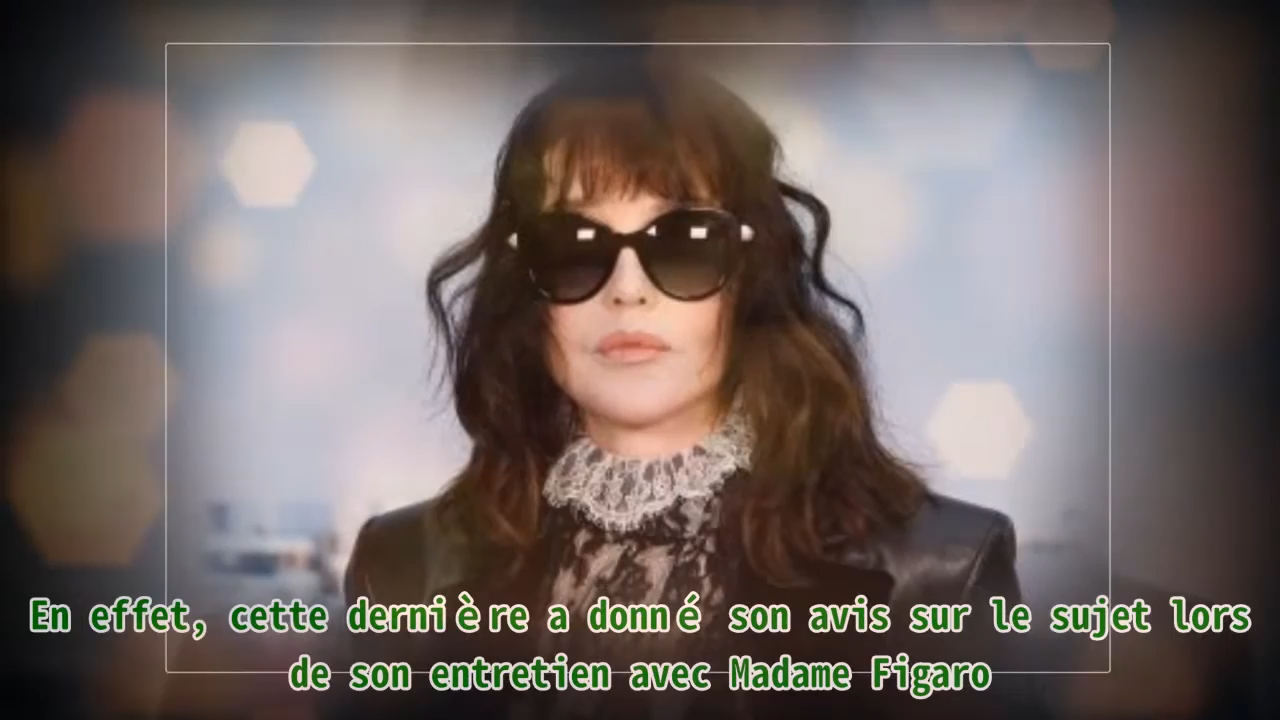 En effet, cette dernière a donné son avis sur le sujet lors
de son entretien avec Madame Figaro